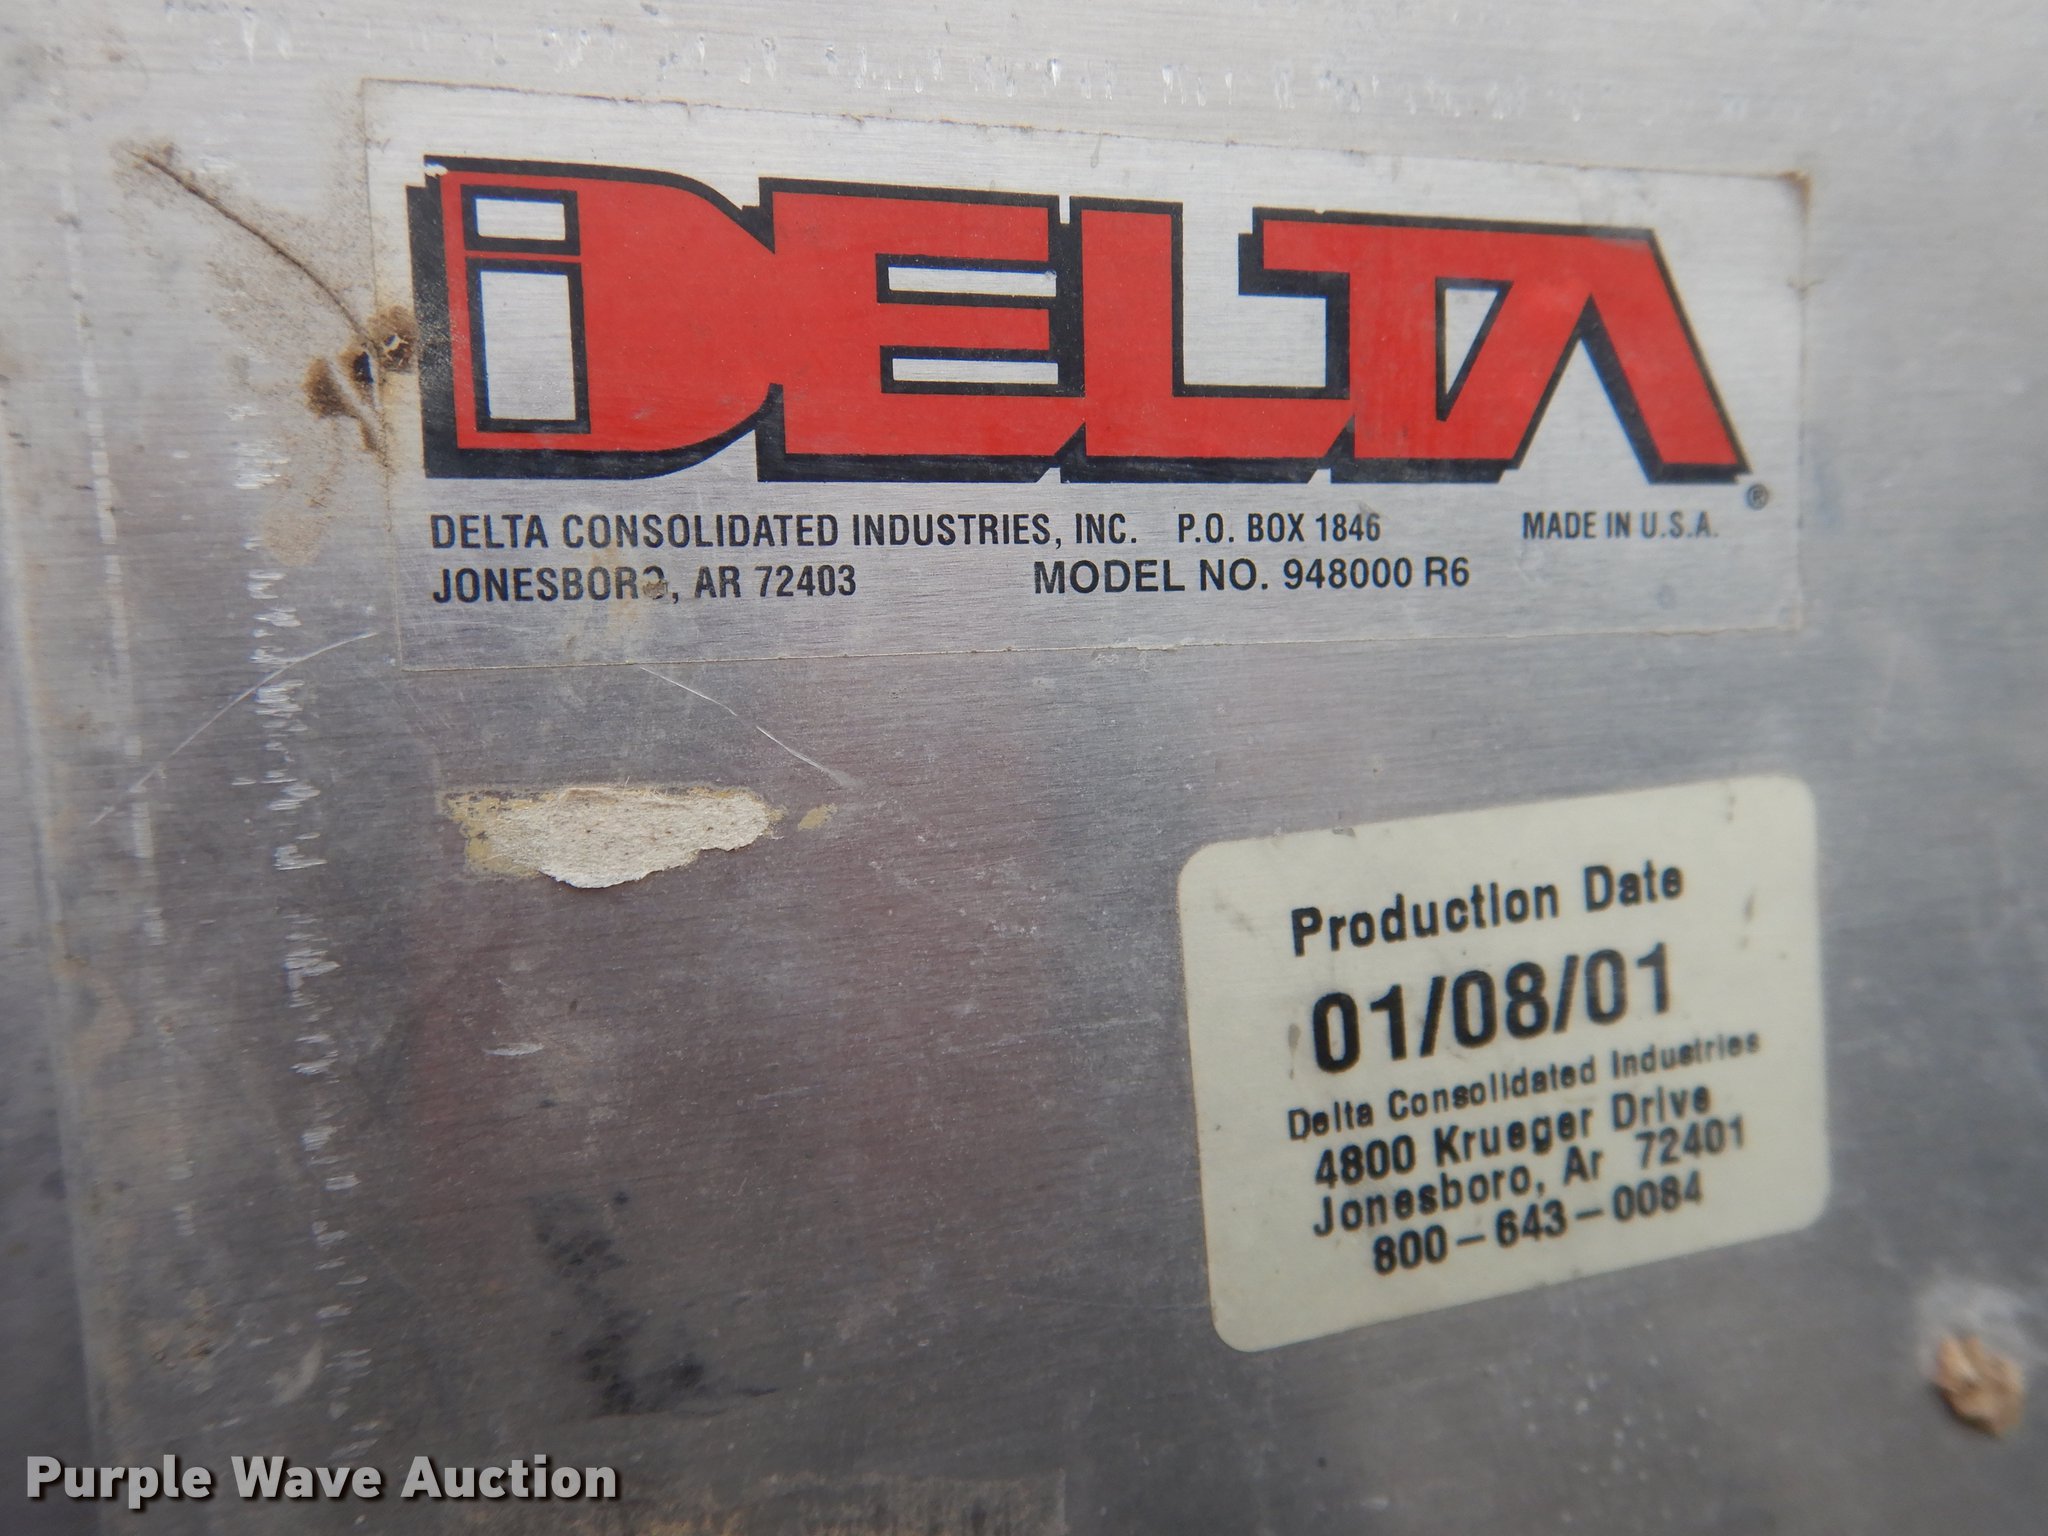 DELTA
®
DELTA CONSOLIDATED INDUSTRIES, INC. P.O. BOX 1846 MADE IN U.S.A.
JONESBORO, AR 72403 MODEL NO. 948000 R6
Production Date
01/08/01
Delta Consolidated Industries
4800 Krueger Drive
Jonesboro, Ar 72401
800-643-0084
Purple Wave Auction